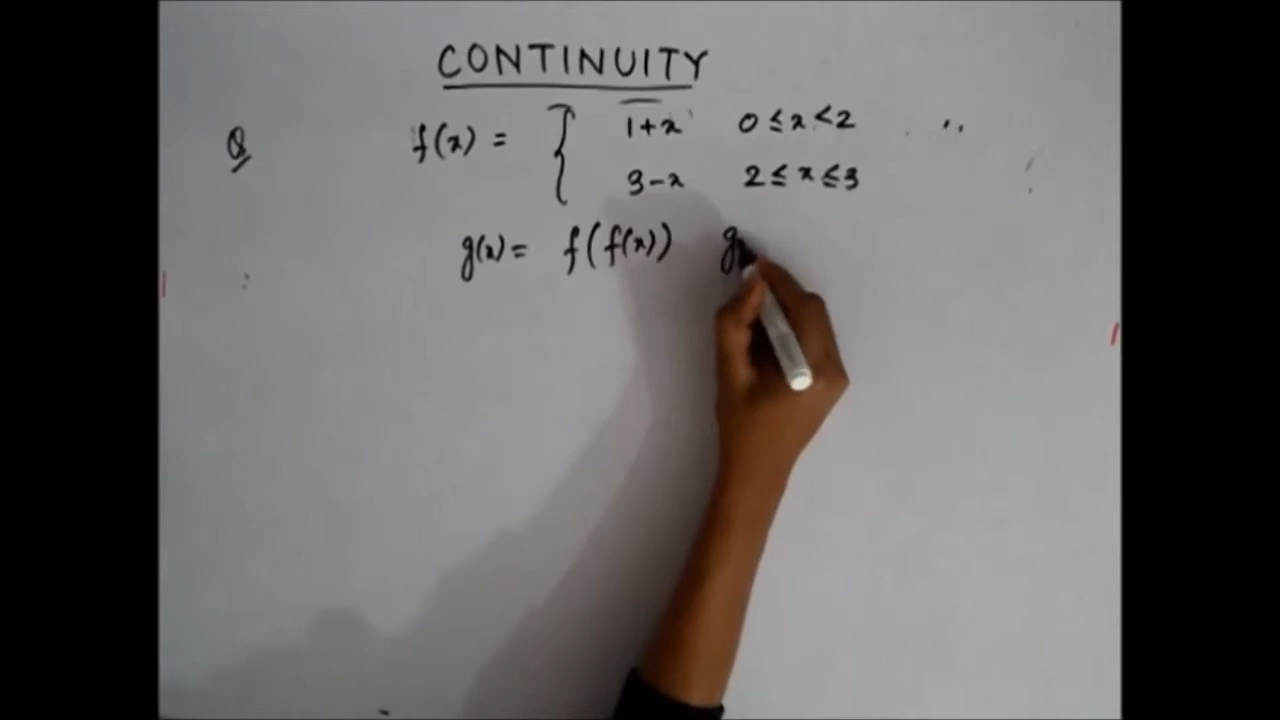 CONTINUITY
Q f(x) = { 1+x 0 ≤ x < 2
3-x 2 ≤ x ≤ 3
g(x) = f(f(x)) g